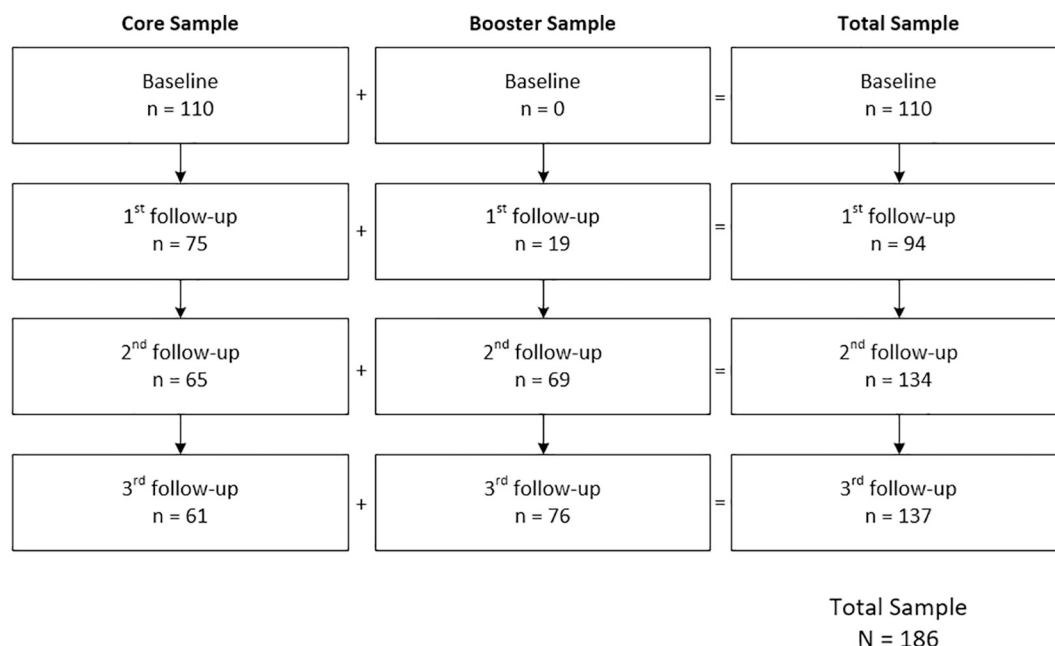 Core Sample
Booster Sample
Total Sample
Baseline
n = 110
+
Baseline
n = 0
=
Baseline
n = 110
1st follow-up
n = 75
+
1st follow-up
n = 19
=
1st follow-up
n = 94
2nd follow-up
n = 65
+
2nd follow-up
n = 69
=
2nd follow-up
n = 134
3rd follow-up
n = 61
+
3rd follow-up
n = 76
=
3rd follow-up
n = 137
Total Sample
N = 186